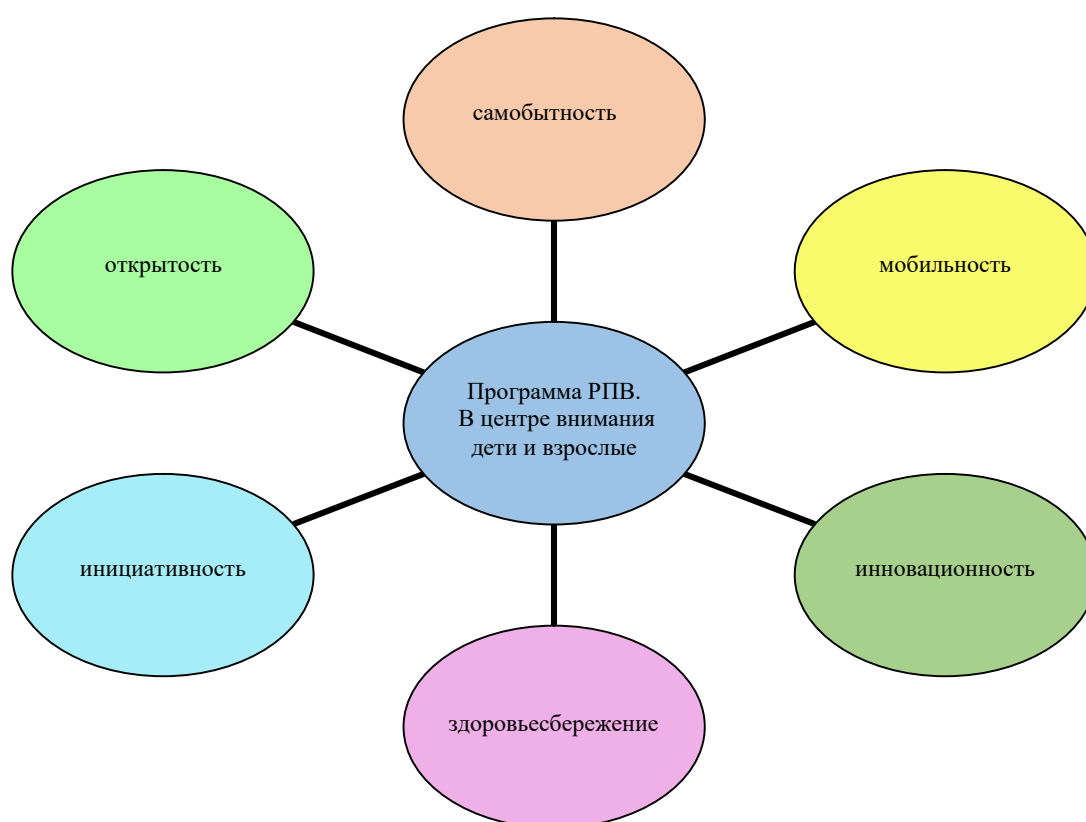 самобытность
открытость
мобильность
Программа РПВ.
В центре внимания
дети и взрослые
инициативность
инновационность
здоровьесбережение